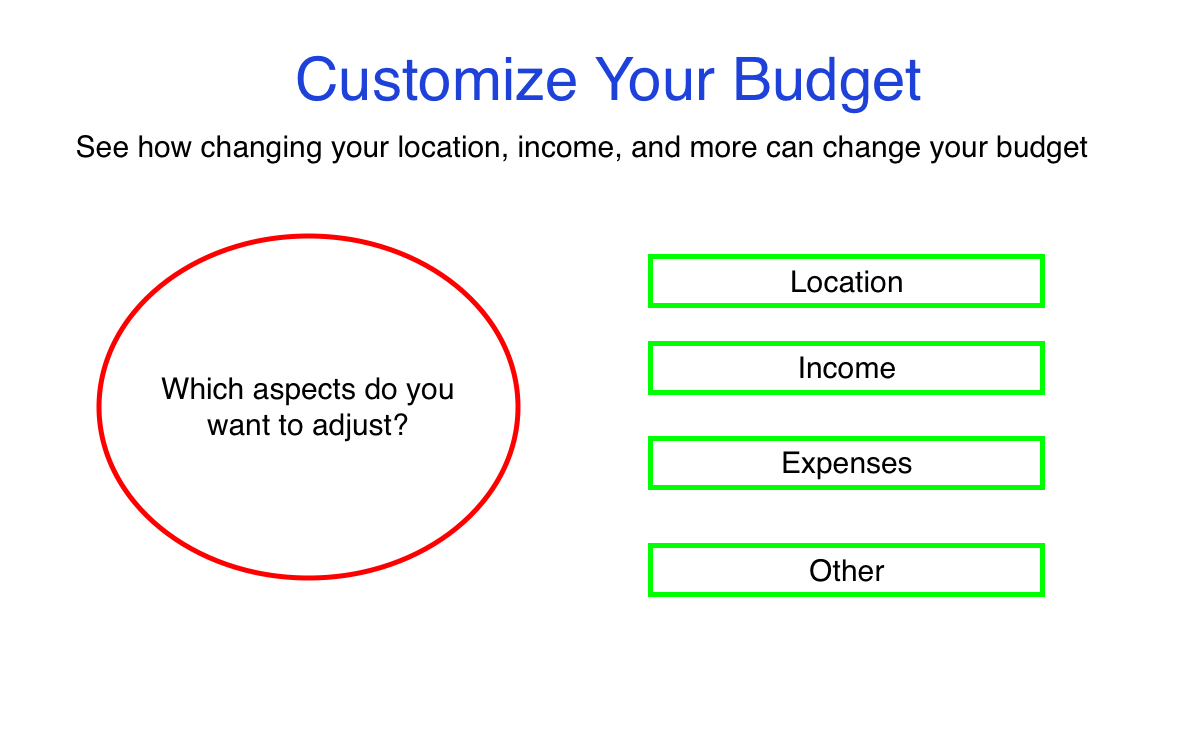 Customize Your Budget
See how changing your location, income, and more can change your budget
Which aspects do you
want to adjust?
Location
Income
Expenses
Other